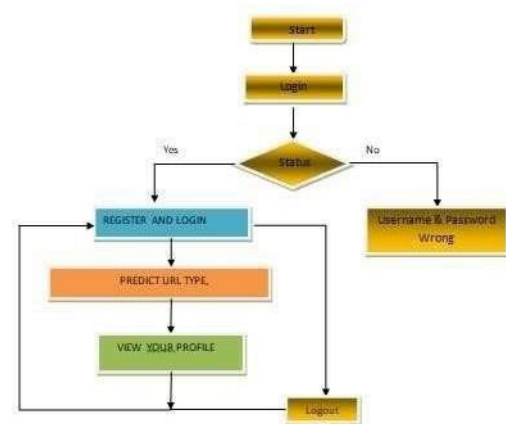 Start
Login
Status
Yes
No
REGISTER AND LOGIN
Username & Password
Wrong
PREDICT URL TYPE,
VIEW YOUR PROFILE
Logout